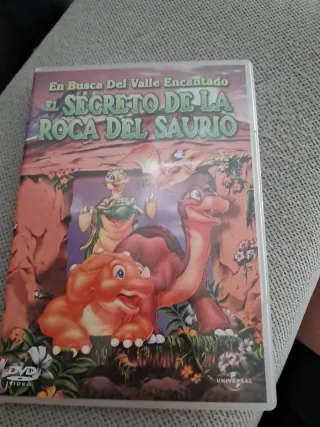 En Busca Del Valle Encantado
EL SECRETO DE LA
ROCA DEL SAURIO
DVD
VIDEO
UNIVERSAL